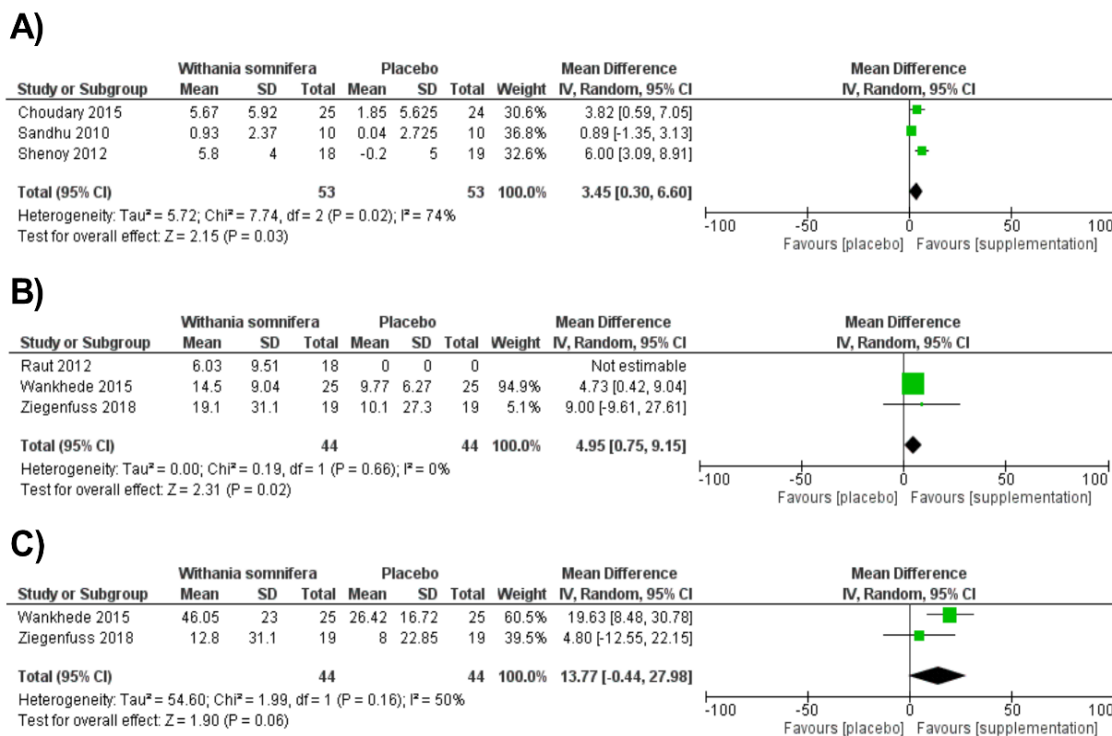 A)
Withania somnifera Placebo Mean Difference Mean Difference
Study or Subgroup Mean SD Total Mean SD Total Weight IV, Random, 95% CI IV, Random, 95% CI
Choudary 2015 5.67 5.92 25 1.85 5.625 24 30.6% 3.82 [0.59, 7.05]
Sandhu 2010 0.93 2.37 10 0.04 2.725 10 36.8% 0.89 [-1.35, 3.13]
Shenoy 2012 5.8 4 18 -0.2 5 19 32.6% 6.00 [3.09, 8.91]
Total (95% CI) 53 53 100.0% 3.45 [0.30, 6.60]
Heterogeneity: Tau² = 5.72; Chi² = 7.74, df = 2 (P = 0.02); I² = 74%
Test for overall effect: Z = 2.15 (P = 0.03)
-100 -50 0 50 100
Favours [placebo] Favours [supplementation]
B)
Withania somnifera Placebo Mean Difference Mean Difference
Study or Subgroup Mean SD Total Mean SD Total Weight IV, Random, 95% CI IV, Random, 95% CI
Raut 2012 6.03 9.51 18 0 0 0 Not estimable
Wankhede 2015 14.5 9.04 25 9.77 6.27 25 94.9% 4.73 [0.42, 9.04]
Ziegenfuss 2018 19.1 31.1 19 10.1 27.3 19 5.1% 9.00 [-9.61, 27.61]
Total (95% CI) 44 44 100.0% 4.95 [0.75, 9.15]
Heterogeneity: Tau² = 0.00; Chi² = 0.19, df = 1 (P = 0.66); I² = 0%
Test for overall effect: Z = 2.31 (P = 0.02)
-100 -50 0 50 100
Favours [placebo] Favours [supplementation]
C)
Withania somnifera Placebo Mean Difference Mean Difference
Study or Subgroup Mean SD Total Mean SD Total Weight IV, Random, 95% CI IV, Random, 95% CI
Wankhede 2015 46.05 23 25 26.42 16.72 25 60.5% 19.63 [8.48, 30.78]
Ziegenfuss 2018 12.8 31.1 19 8 22.85 19 39.5% 4.80 [-12.55, 22.15]
Total (95% CI) 44 44 100.0% 13.77 [-0.44, 27.98]
Heterogeneity: Tau² = 54.60; Chi² = 1.99, df = 1 (P = 0.16); I² = 50%
Test for overall effect: Z = 1.90 (P = 0.06)
-100 -50 0 50 100
Favours [placebo] Favours [supplementation]